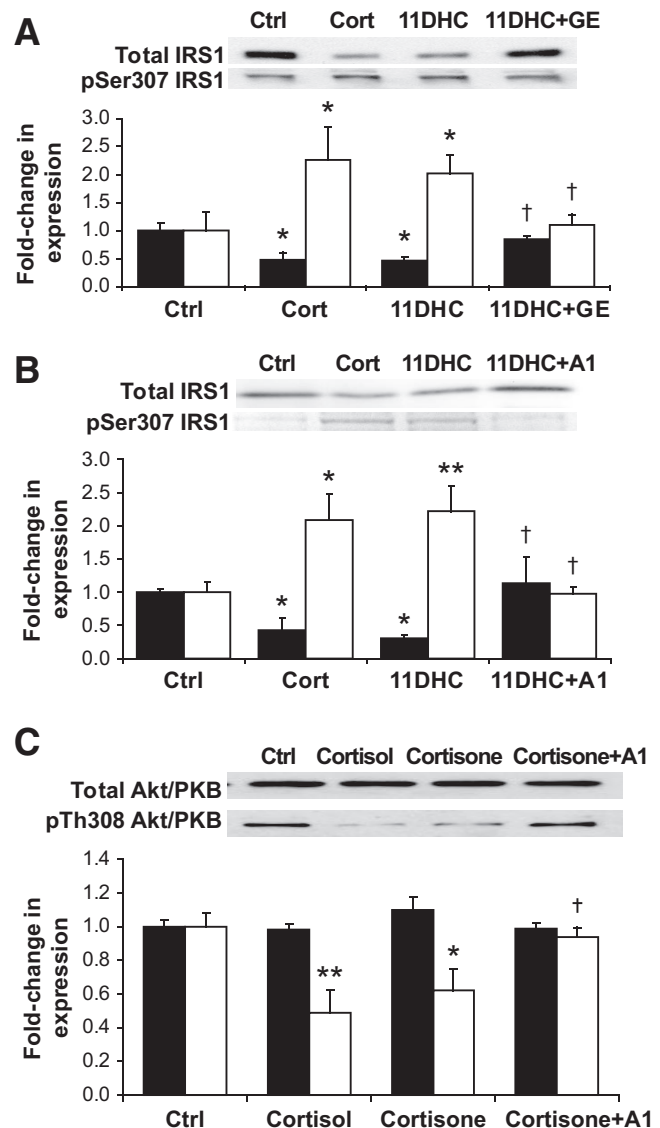 A
Ctrl Cort 11DHC 11DHC+GE
Total IRS1
pSer307 IRS1
Fold-change in
expression
3.0
2.5
2.0
1.5
1.0
0.5
0.0
* * * * † †
Ctrl Cort 11DHC 11DHC+GE
B
Ctrl Cort 11DHC 11DHC+A1
Total IRS1
pSer307 IRS1
Fold-change in
expression
3.0
2.5
2.0
1.5
1.0
0.5
0.0
* * * ** † †
Ctrl Cort 11DHC 11DHC+A1
C
Ctrl Cortisol Cortisone Cortisone+A1
Total Akt/PKB
pTh308 Akt/PKB
Fold-change in
expression
1.4
1.2
1.0
0.8
0.6
0.4
0.2
0.0
** * †
Ctrl Cortisol Cortisone Cortisone+A1